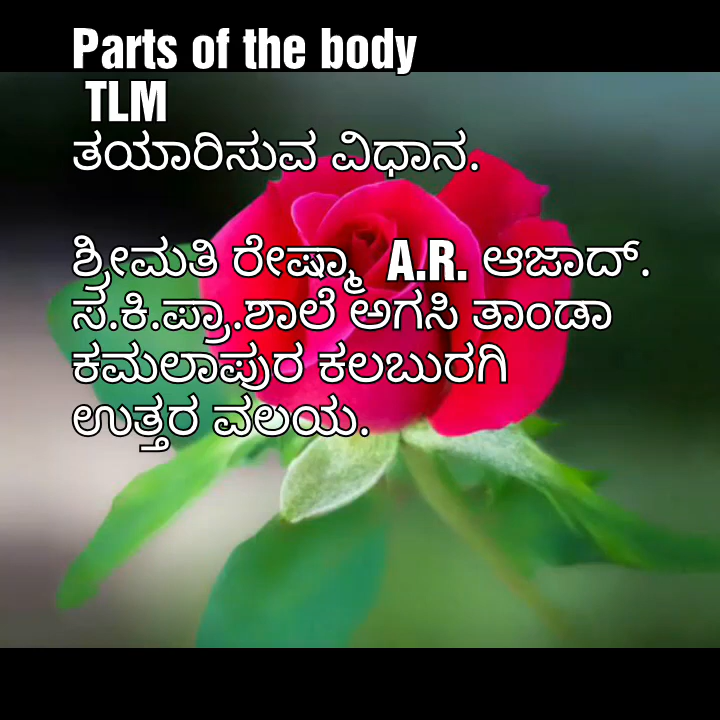 Parts of the body
TLM
ತಯಾರಿಸುವ ವಿಧಾನ.
ಶ್ರೀಮತಿ ರೇಷ್ಮಾ A.R. ಆಜಾದ್.
ಸ.ಕಿ.ಪ್ರಾ.ಶಾಲೆ ಅಗಸಿ ತಾಂಡಾ
ಕಮಲಾಪುರ ಕಲಬುರಗಿ
ಉತ್ತರ ವಲಯ.